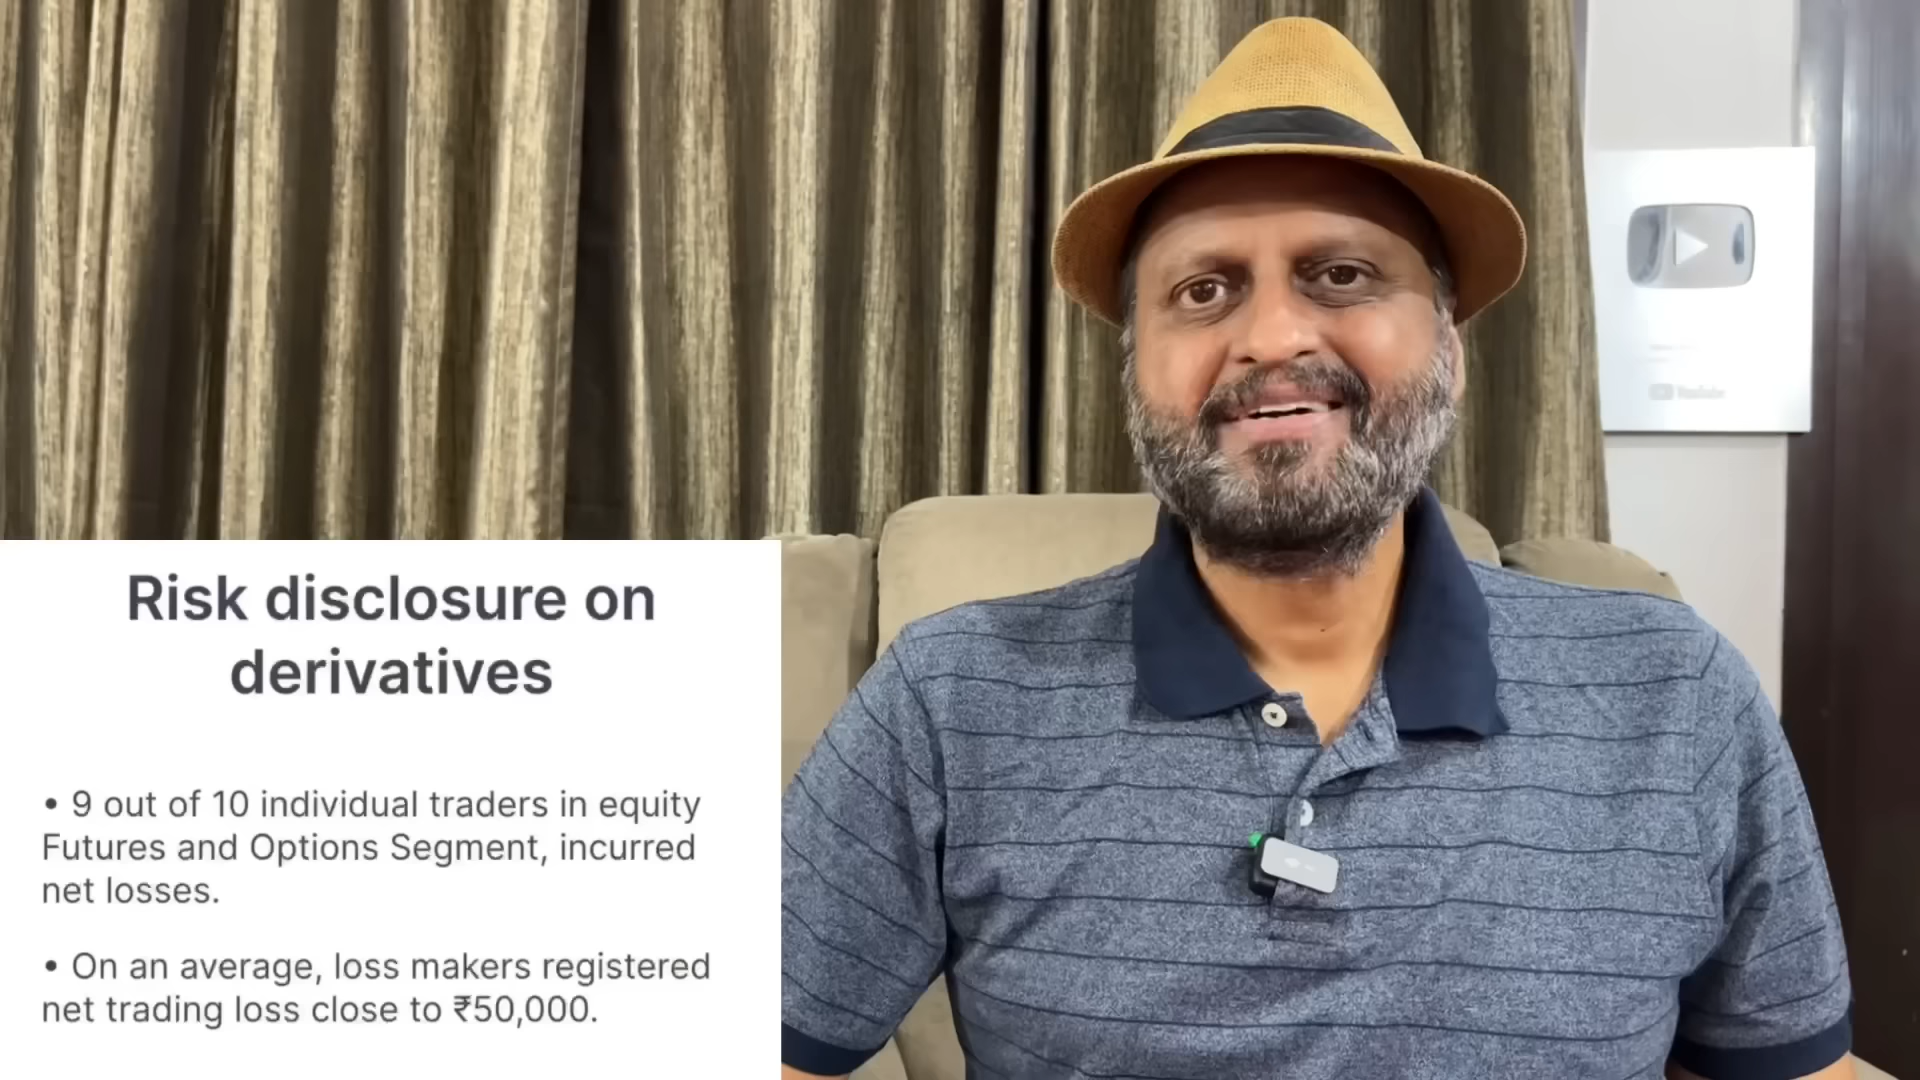 Risk disclosure on
derivatives
• 9 out of 10 individual traders in equity
Futures and Options Segment, incurred
net losses.
• On an average, loss makers registered
net trading loss close to ₹50,000.